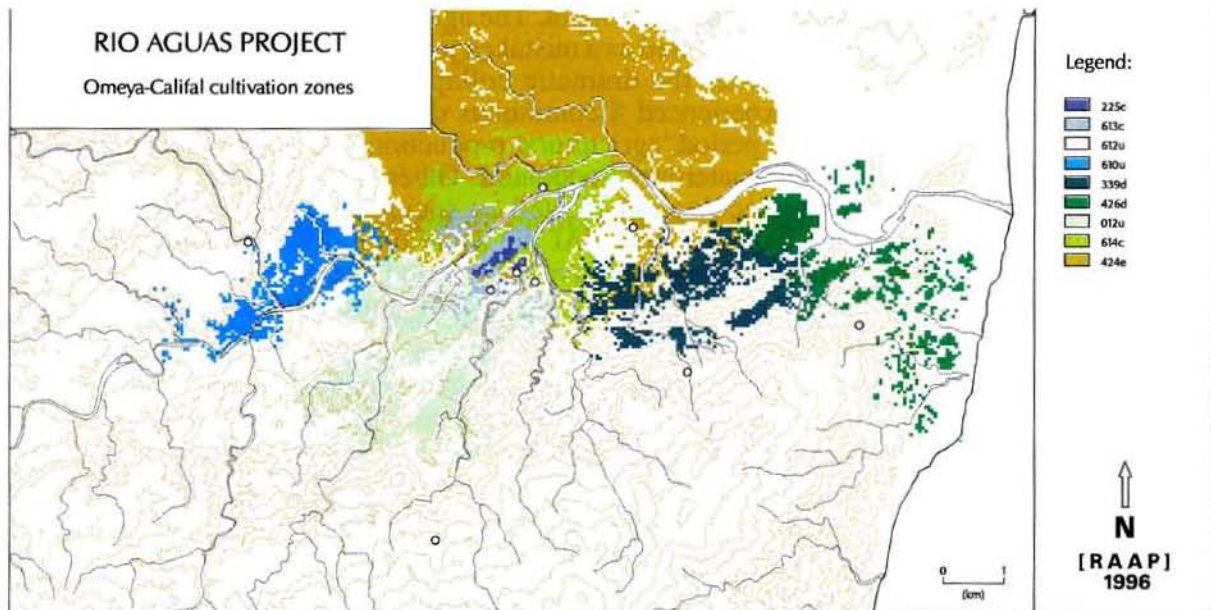 RIO AGUAS PROJECT
Omeya-Califal cultivation zones
Legend:
225c
613c
612u
610u
339d
426d
012u
614c
424e
N
[RAAP]
1996
0 1
(km)